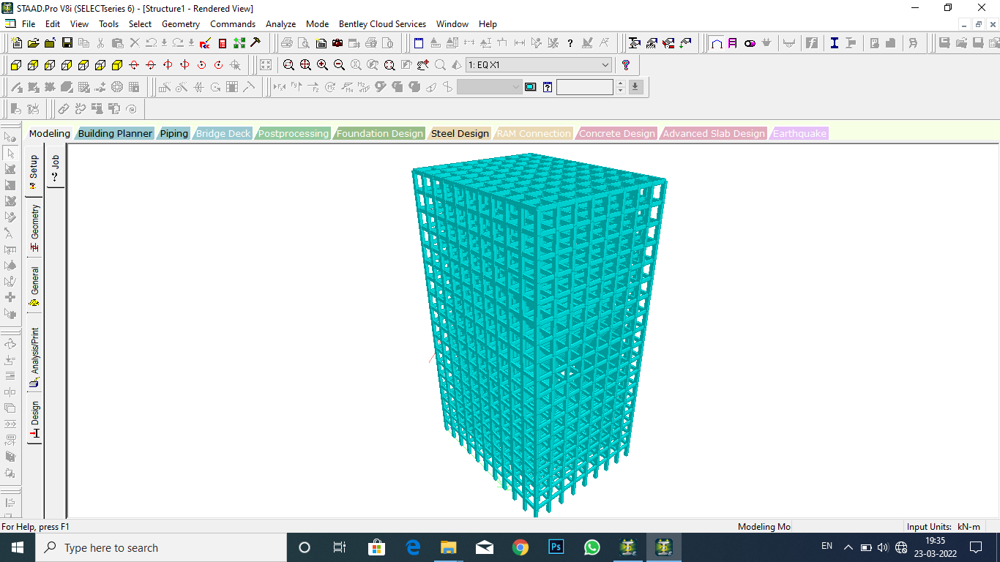 STAAD.Pro V8i (SELECTseries 6) - [Structure1 - Rendered View]
File Edit View Tools Select Geometry Commands Analyze Mode Bentley Cloud Services Window Help
1: EQ X1
Modeling Building Planner Piping Bridge Deck Postprocessing Foundation Design Steel Design RAM Connection Concrete Design Advanced Slab Design Earthquake
Setup
Job
Geometry
General
Analysis/Print
Design
For Help, press F1
Modeling Mo
Input Units: kN-m
Type here to search
EN
19:35
23-03-2022